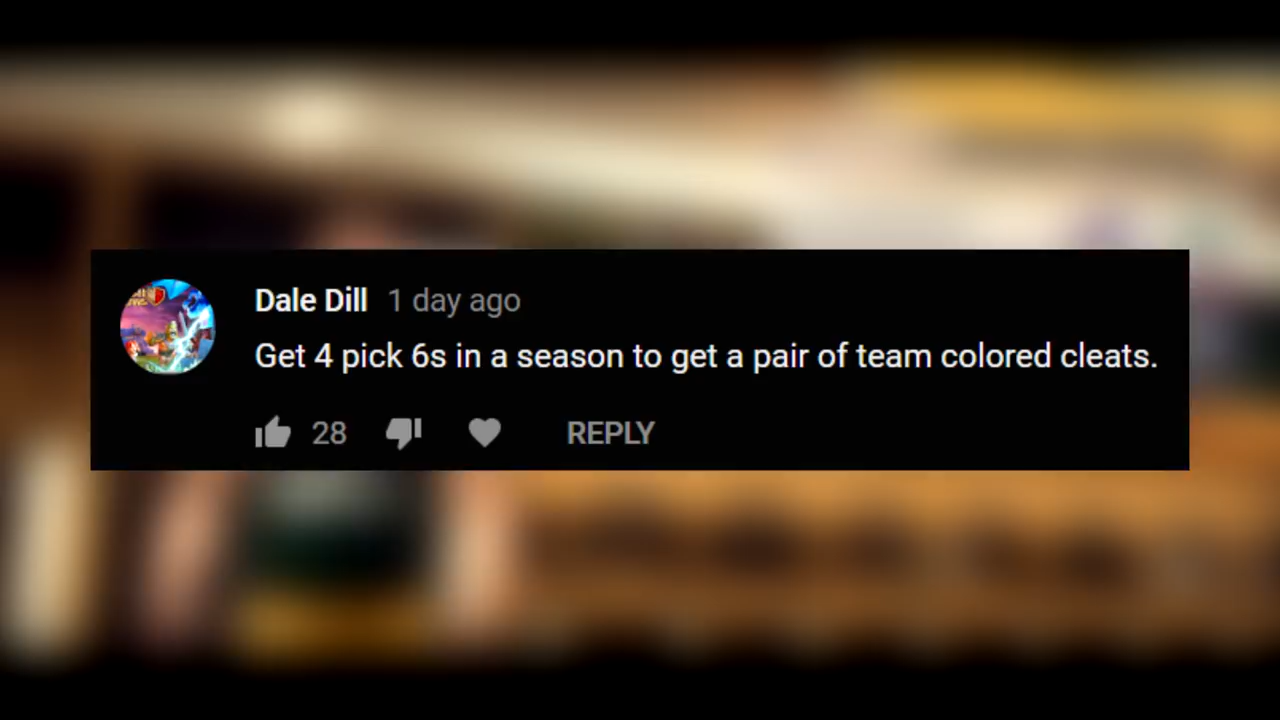 Dale Dill 1 day ago
Get 4 pick 6s in a season to get a pair of team colored cleats.
28 REPLY